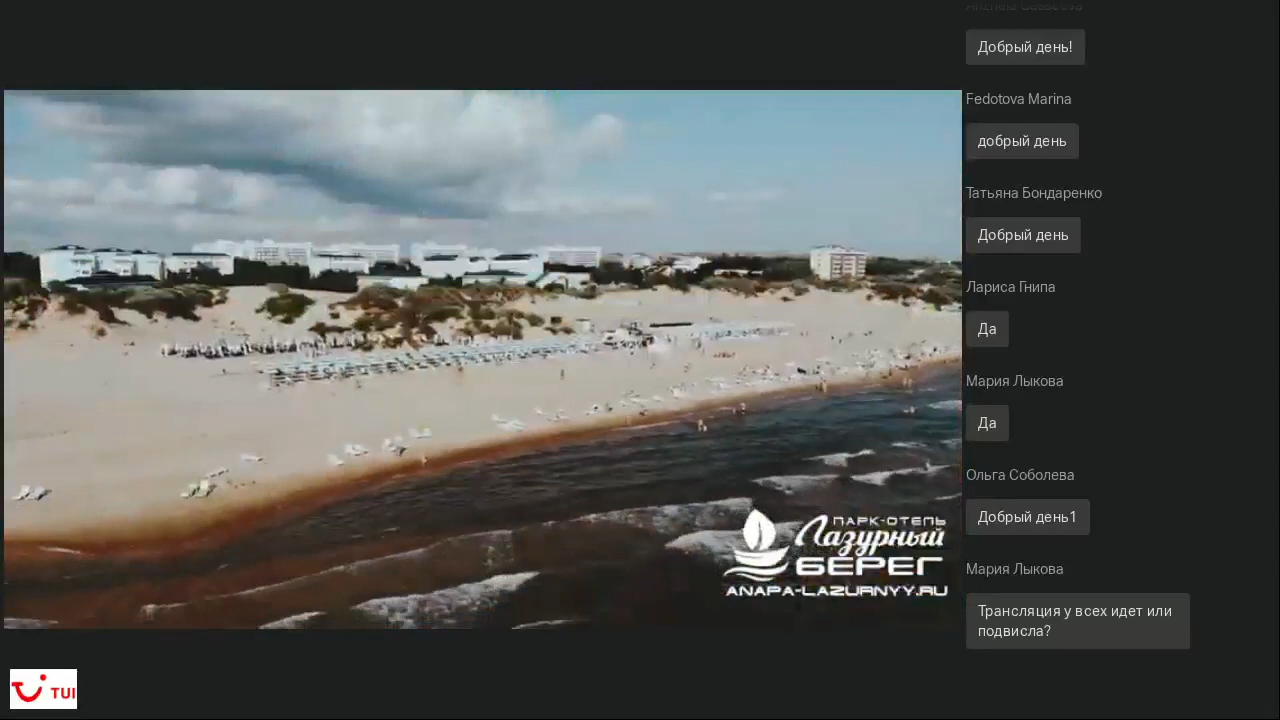 Добрый день!
Fedotova Marina
добрый день
Татьяна Бондаренко
Добрый день
Лариса Гнипа
Да
Мария Лыкова
Да
Ольга Соболева
Добрый день1
Мария Лыкова
Трансляция у всех идет или
подвисла?
ПАРК-ОТЕЛЬ
Лазурный
БЕРЕГ
ANAPA-LAZURNYY.RU
TUI